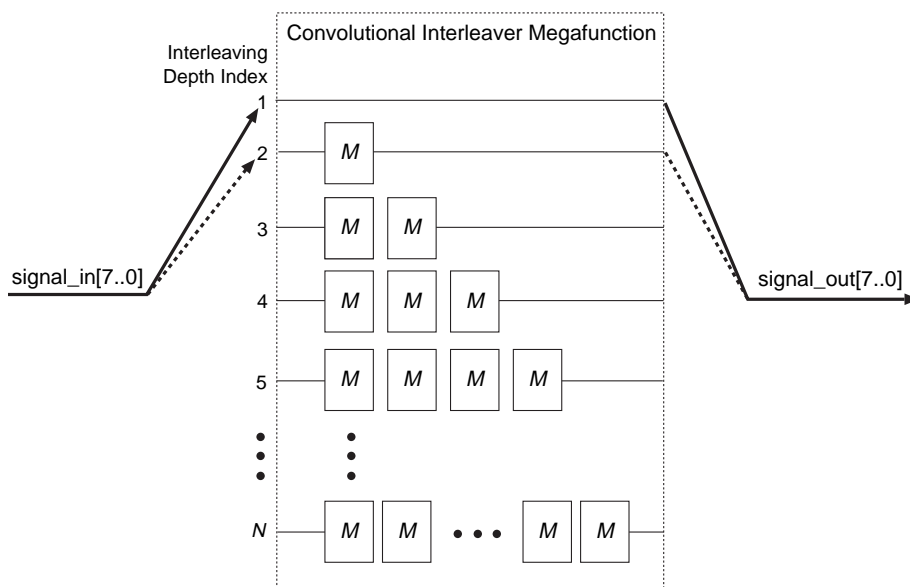 Convolutional Interleaver Megafunction
Interleaving
Depth Index
1
2 M
3 M M
signal_in[7..0]
signal_out[7..0]
4 M M M
5 M M M M
N M M M M